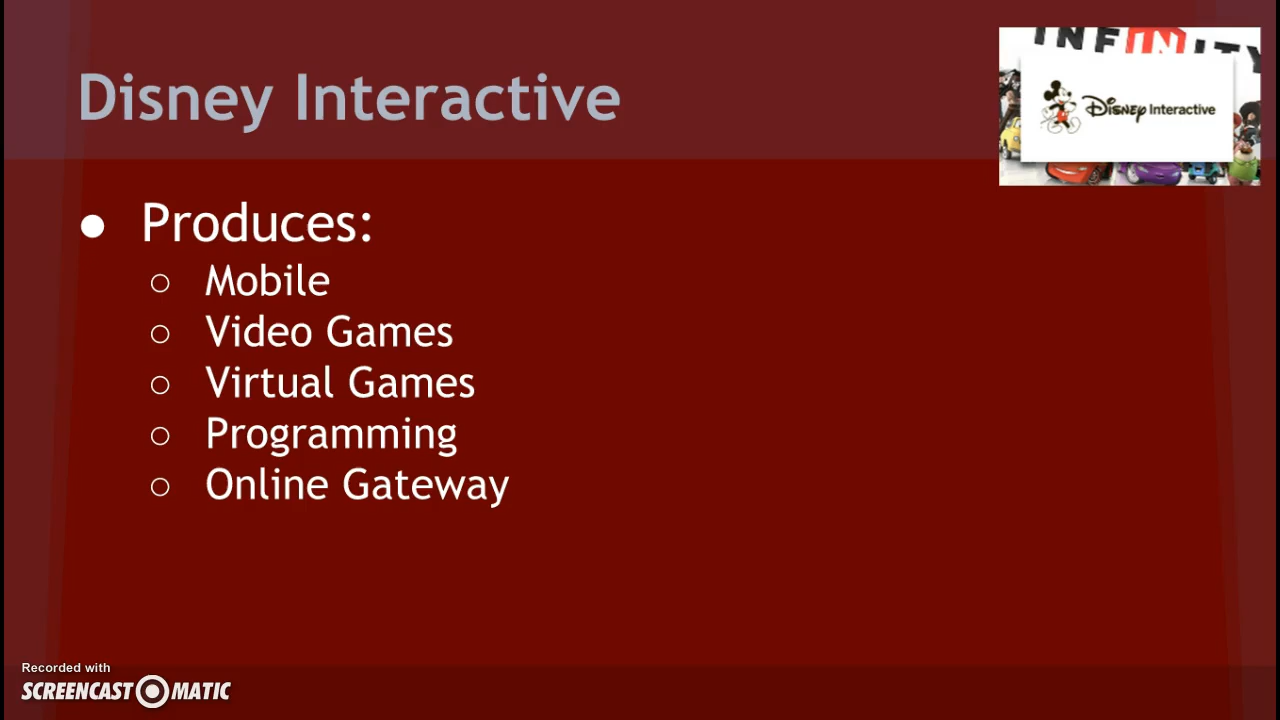 INFINITY
Disney Interactive
Disney Interactive
● Produces:
○ Mobile
○ Video Games
○ Virtual Games
○ Programming
○ Online Gateway
Recorded with
SCREENCAST-O-MATIC